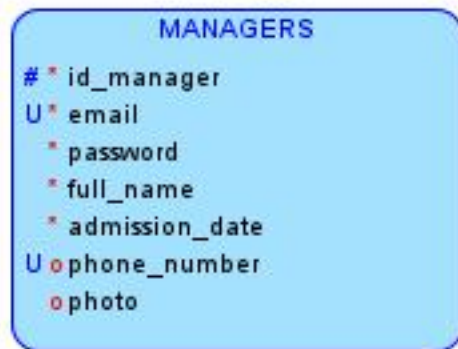 MANAGERS
# * id_manager
U * email
* password
* full_name
* admission_date
U o phone_number
o photo